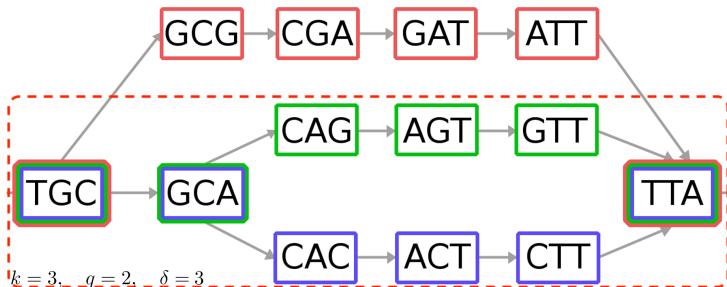 GCG CGA GAT ATT
CAG AGT GTT
TGC GCA TTA
CAC ACT CTT
k = 3, q = 2, δ = 3